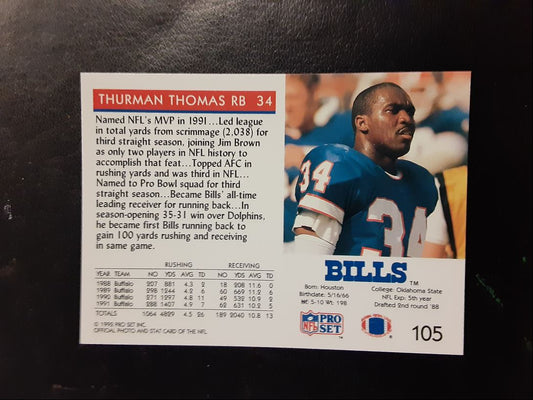 THURMAN THOMAS RB 34
Named NFL's MVP in 1991...Led league
in total yards from scrimmage (2,038) for
third straight season, joining Jim Brown
as only two players in NFL history to
accomplish that feat...Topped AFC in
rushing yards and was third in NFL...
Named to Pro Bowl squad for third
straight season...Became Bills' all-time
leading receiver for running back...In
season-opening 35-31 win over Dolphins,
he became first Bills running back to
gain 100 yards rushing and receiving
in same game.
RUSHING RECEIVING
YEAR TEAM NO YDS AVG TD NO YDS AVG TD
1988 Buffalo 207 881 4.3 2 18 208 11.6 0
1989 Buffalo 298 1244 4.2 6 60 669 11.2 6
1990 Buffalo 271 1297 4.8 11 49 532 10.9 2
1991 Buffalo 288 1407 4.9 7 62 631 10.2 5
TOTALS 1064 4829 4.5 26 189 2040 10.8 13
OFFICIAL PHOTO AND STAT CARD OF THE NFL
34
34
BILLS TM
Born: Houston
Birthdate: 5/16/66
Ht: 5-10 Wt: 198
College: Oklahoma State
NFL Exp: 5th year
Drafted 2nd round '88
NFL PRO SET TM
105